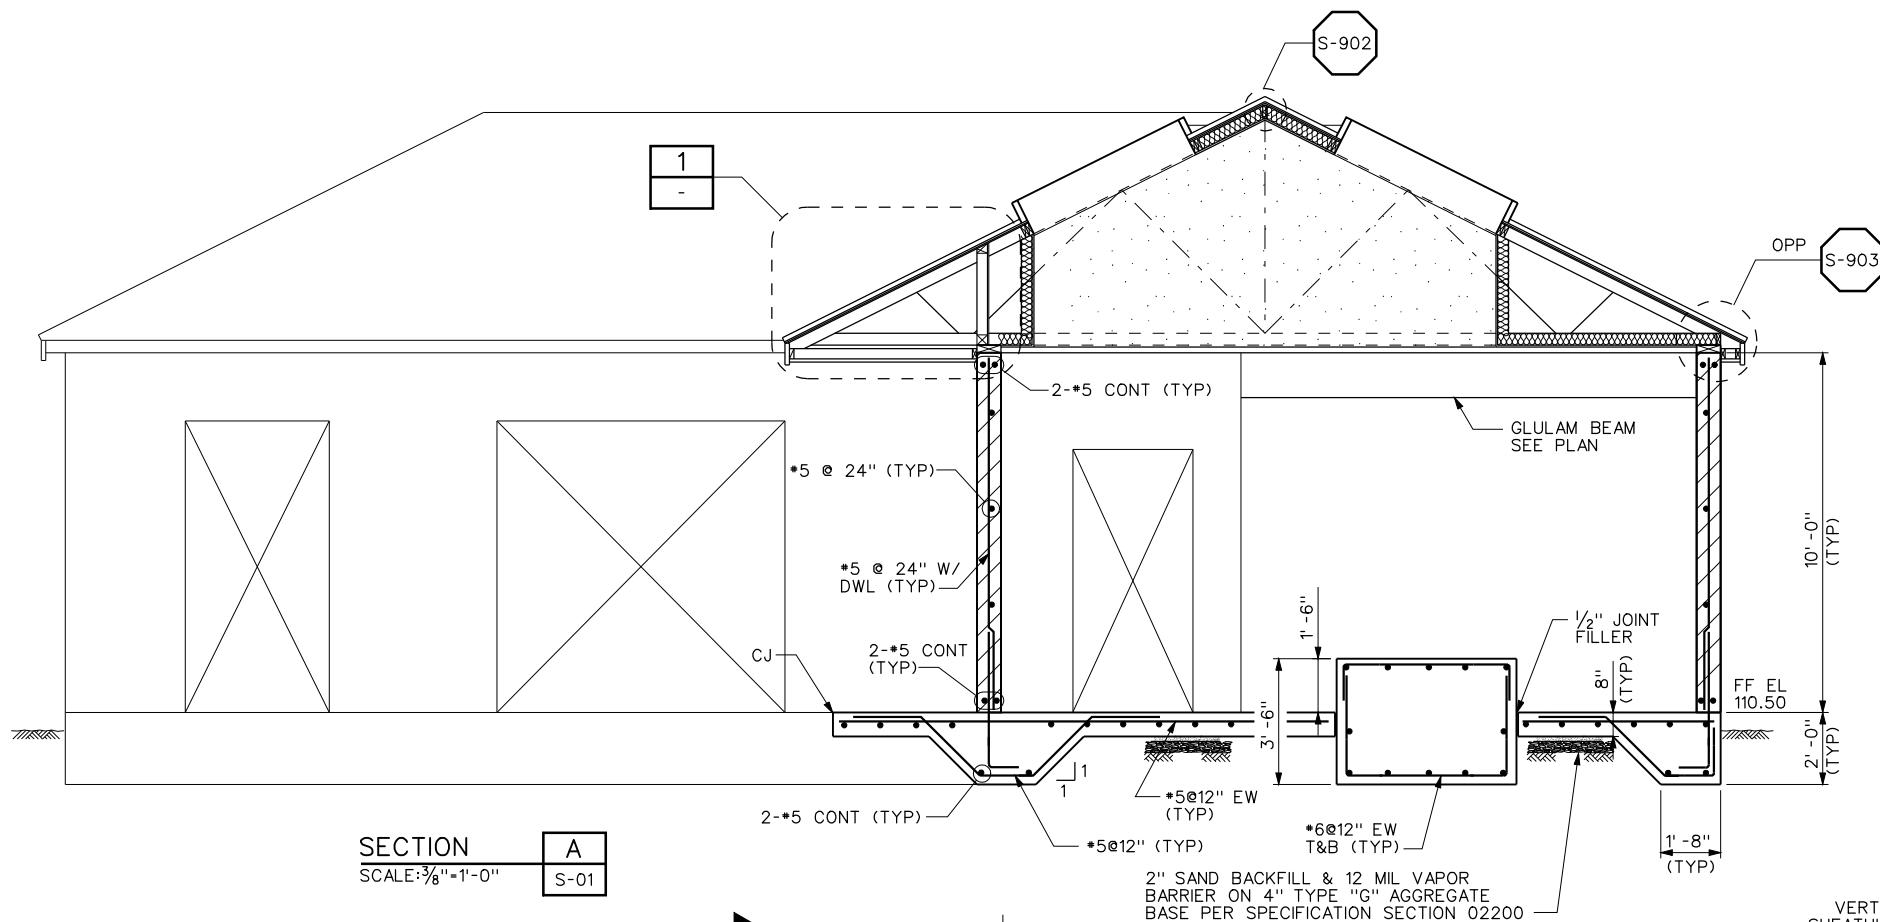 S-902
1
-
OPP
S-903
2-#5 CONT (TYP)
GLULAM BEAM
SEE PLAN
#5 @ 24" (TYP)
10'-0"
(TYP)
#5 @ 24" W/
DWL (TYP)
1'-6"
1/2" JOINT
FILLER
CJ
2-#5 CONT
(TYP)
8"
(TYP)
FF EL
110.50
3'-6"
2'-0"
(TYP)
1
1
#5@12" EW
(TYP)
2-#5 CONT (TYP)
#6@12" EW
T&B (TYP)
#5@12" (TYP)
1'-8"
(TYP)
SECTION
SCALE:3/8"=1'-0"
A
S-01
2" SAND BACKFILL & 12 MIL VAPOR
BARRIER ON 4" TYPE "G" AGGREGATE
BASE PER SPECIFICATION SECTION 02200
VERT